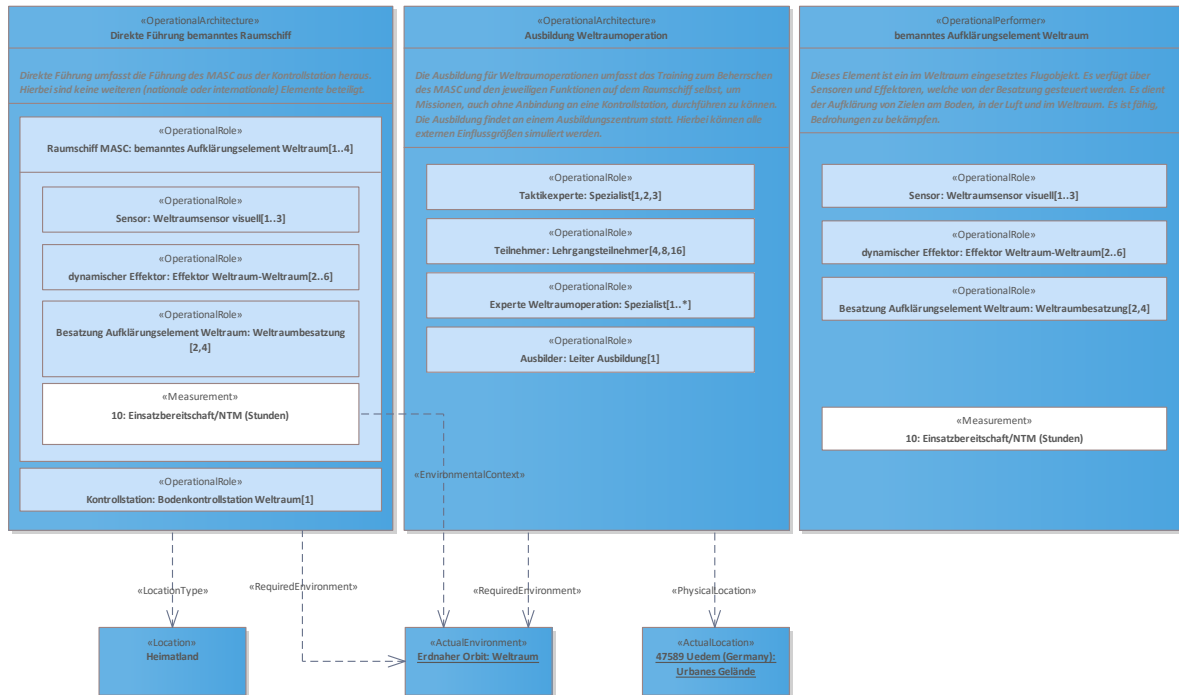 «OperationalArchitecture»
Direkte Führung bemanntes Raumschiff
Direkte Führung umfasst die Führung des MASC aus der Kontrollstation heraus.
Hierbei sind keine weiteren (nationale oder internationale) Elemente beteiligt.
«OperationalRole»
Raumschiff MASC: bemanntes Aufklärungselement Weltraum[1..4]
«OperationalRole»
Sensor: Weltraumsensor visuell[1..3]
«OperationalRole»
dynamischer Effektor: Effektor Weltraum-Weltraum[2..6]
«OperationalRole»
Besatzung Aufklärungselement Weltraum: Weltraumbesatzung
[2,4]
«Measurement»
10: Einsatzbereitschaft/NTM (Stunden)
«OperationalRole»
Kontrollstation: Bodenkontrollstation Weltraum[1]
«OperationalArchitecture»
Ausbildung Weltraumoperation
Die Ausbildung für Weltraumoperationen umfasst das Training zum Beherrschen
des MASC und den jeweiligen Funktionen auf dem Raumschiff selbst, um
Missionen, auch ohne Anbindung an eine Kontrollstation, durchführen zu können.
Die Ausbildung findet an einem Ausbildungszentrum statt. Hierbei können alle
externen Einflussgrößen simuliert werden.
«OperationalRole»
Taktikexperte: Spezialist[1,2,3]
«OperationalRole»
Teilnehmer: Lehrgangsteilnehmer[4,8,16]
«OperationalRole»
Experte Weltraumoperation: Spezialist[1..*]
«OperationalRole»
Ausbilder: Leiter Ausbildung[1]
«OperationalPerformer»
bemanntes Aufklärungselement Weltraum
Dieses Element ist ein im Weltraum eingesetztes Flugobjekt. Es verfügt über
Sensoren und Effektoren, welche von der Besatzung gesteuert werden. Es dient
der Aufklärung von Zielen am Boden, in der Luft und im Weltraum. Es ist fähig,
Bedrohungen zu bekämpfen.
«OperationalRole»
Sensor: Weltraumsensor visuell[1..3]
«OperationalRole»
dynamischer Effektor: Effektor Weltraum-Weltraum[2..6]
«OperationalRole»
Besatzung Aufklärungselement Weltraum: Weltraumbesatzung[2,4]
«Measurement»
10: Einsatzbereitschaft/NTM (Stunden)
«EnvironmentalContext»
«LocationType»
«RequiredEnvironment»
«RequiredEnvironment»
«PhysicalLocation»
«Location»
Heimatland
«ActualEnvironment»
Erdnaher Orbit: Weltraum
«ActualLocation»
47589 Uedem (Germany):
Urbanes Gelände